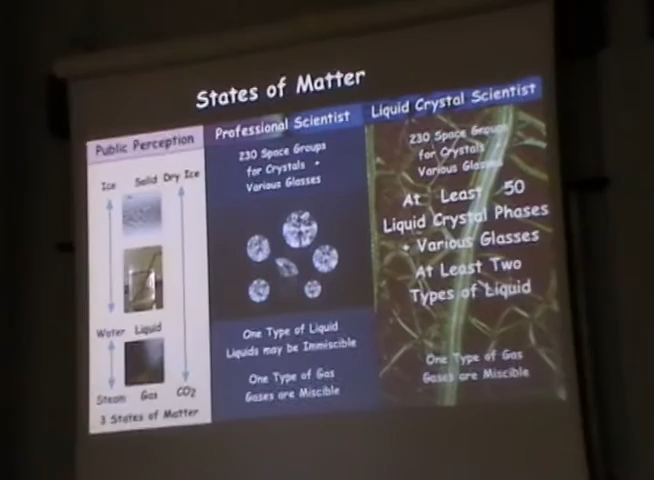 States of Matter
Public Perception
Ice Solid Dry Ice
Water Liquid
Steam Gas CO2
3 States of Matter
Professional Scientist
230 Space Groups
for Crystals +
Various Glasses
One Type of Liquid
Liquids may be Immiscible
One Type of Gas
Gases are Miscible
Liquid Crystal Scientist
230 Space Groups
for Crystals
Various Glasses
At Least 50
Liquid Crystal Phases
+ Various Glasses
At Least Two
Types of Liquid
One Type of Gas
Gases are Miscible